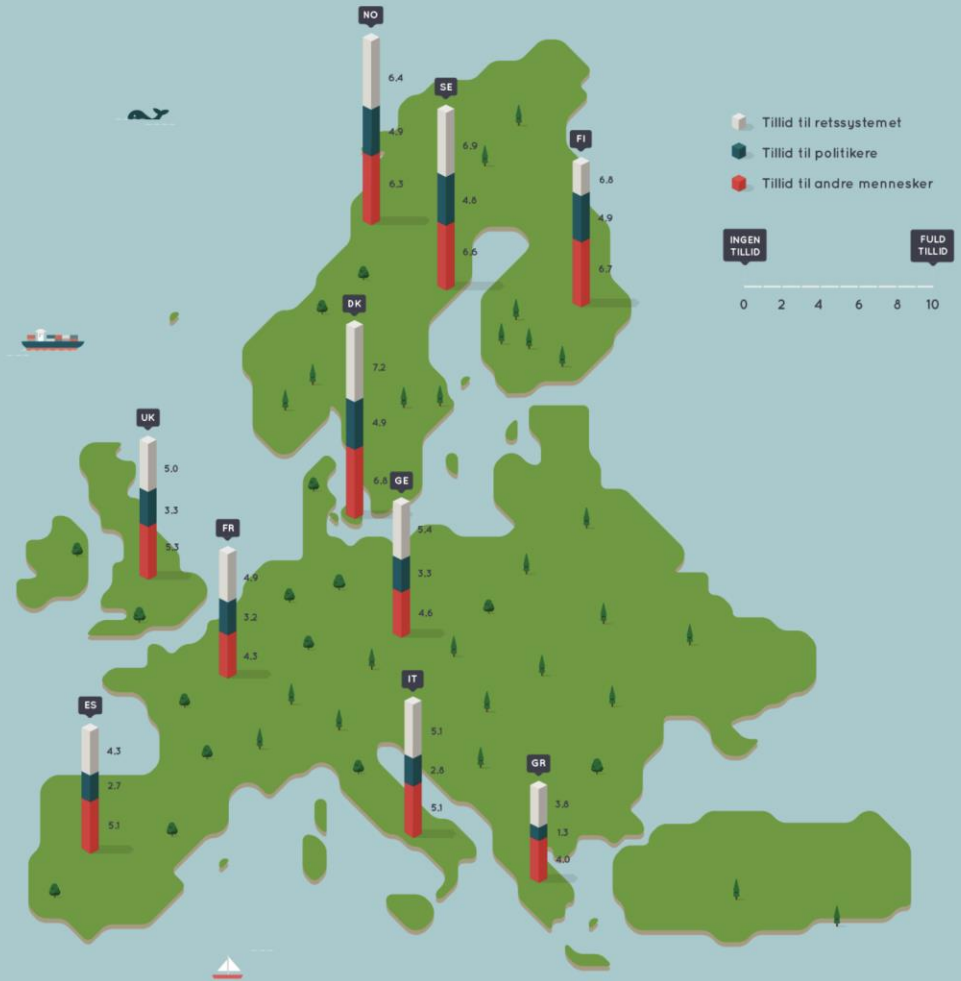 NO
6,4
4,9
6,3
SE
6,9
4,8
6,6
FI
6,8
4,9
6,7
Tillid til retssystemet
Tillid til politikere
Tillid til andre mennesker
INGEN
TILLID
FULD
TILLID
0 2 4 6 8 10
DK
7,2
4,9
6,8
UK
5,0
3,3
5,3
GE
5,4
3,3
4,6
FR
4,9
3,2
4,3
ES
4,3
2,7
5,1
IT
5,1
2,8
5,1
GR
3,8
1,3
4,0